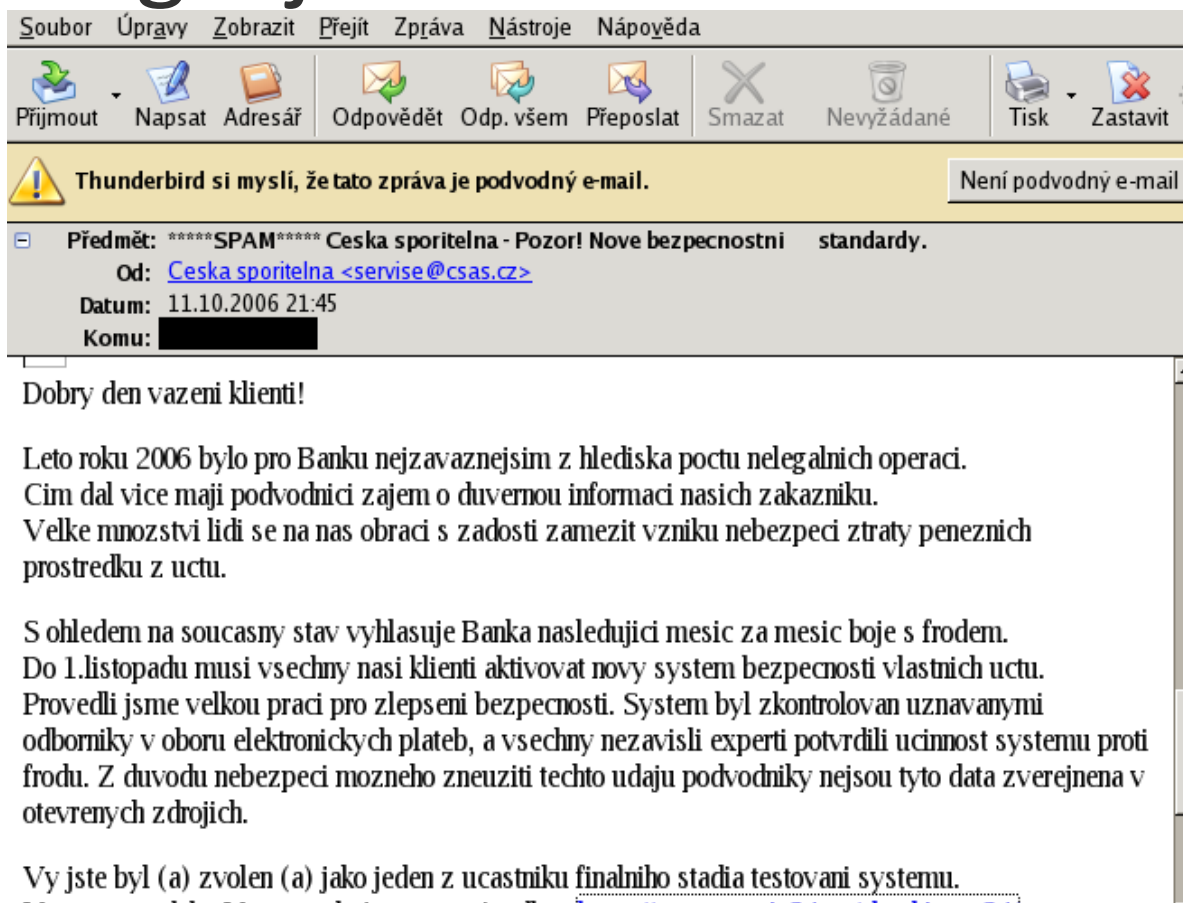 Soubor Úpravy Zobrazit Přejít Zpráva Nástroje Nápověda
Přijmout Napsat Adresář Odpovědět Odp. všem Přeposlat Smazat Nevyžádané Tisk Zastavit
Thunderbird si myslí, že tato zpráva je podvodný e-mail. Není podvodný e-mail
Předmět: *****SPAM***** Ceska sporitelna - Pozor! Nove bezpecnostni standardy.
Od: Ceska sporitelna <servise@csas.cz>
Datum: 11.10.2006 21:45
Komu:
Dobry den vazeni klienti!
Leto roku 2006 bylo pro Banku nejzavaznejsim z hlediska poctu nelegalnich operaci.
Cim dal vice maji podvodnici zajem o duvernou informaci nasich zakazniku.
Velke mnozstvi lidi se na nas obraci s zadosti zamezit vzniku nebezpeci ztraty peneznich
prostredku z uctu.
S ohledem na soucasny stav vyhlasuje Banka nasledujici mesic za mesic boje s frodem.
Do 1.listopadu musi vsechny nasi klienti aktivovat novy system bezpecnosti vlastnich uctu.
Provedli jsme velkou praci pro zlepseni bezpecnosti. System byl zkontrolovan uznavanymi
odborniky v oboru elektronickych plateb, a vsechny nezavisli experti potvrdili ucinnost systemu proti
frodu. Z duvodu nebezpeci mozneho zneuziti techto udaju podvodniky nejsou tyto data zverejnena v
otevrenych zdrojich.
Vy jste byl (a) zvolen (a) jako jeden z ucastniku finalniho stadia testovani systemu.